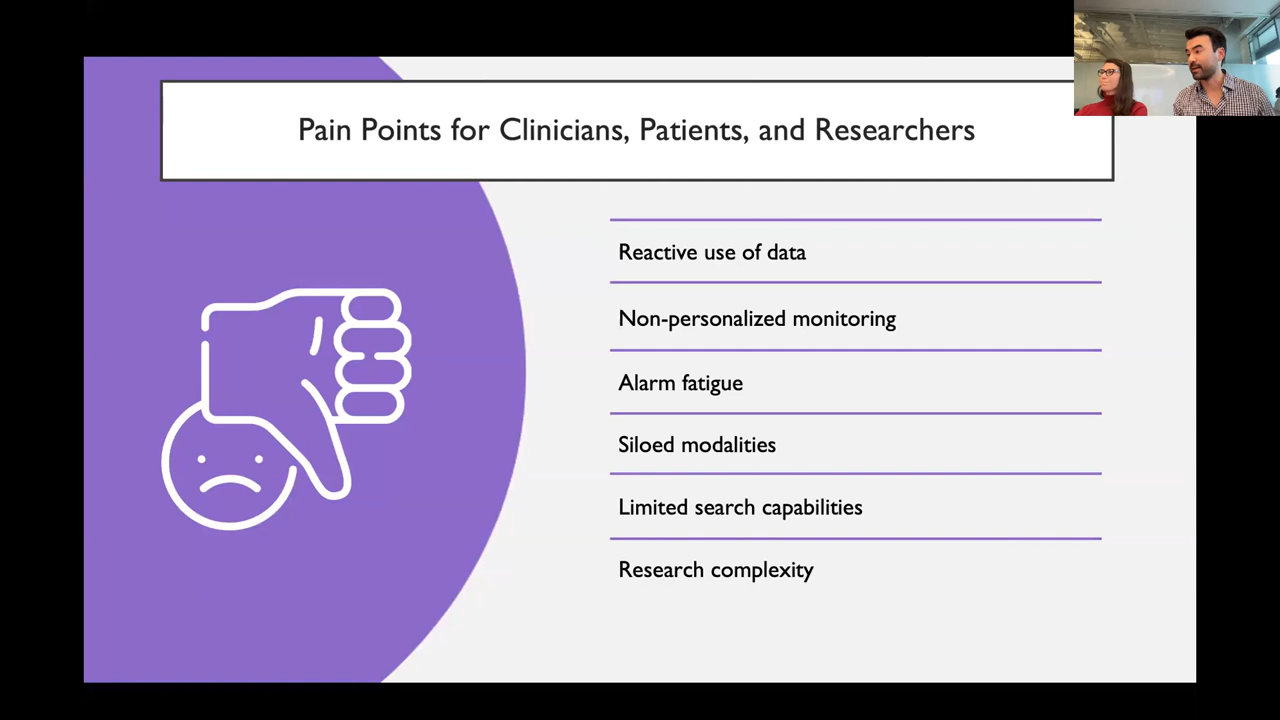 Pain Points for Clinicians, Patients, and Researchers
Reactive use of data
Non-personalized monitoring
Alarm fatigue
Siloed modalities
Limited search capabilities
Research complexity